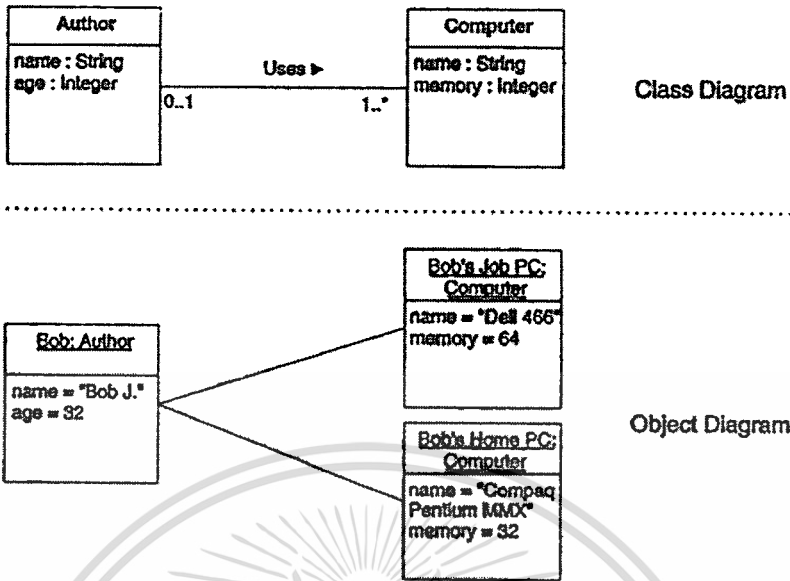 Author
name : String
age : Integer
Uses ▶
0..1
1..*
Computer
name : String
memory : Integer
Class Diagram
Bob: Author
name = "Bob J."
age = 32
Bob's Job PC:
Computer
name = "Dell 466"
memory = 64
Bob's Home PC:
Computer
name = "Compaq
Pentium MMX"
memory = 32
Object Diagram